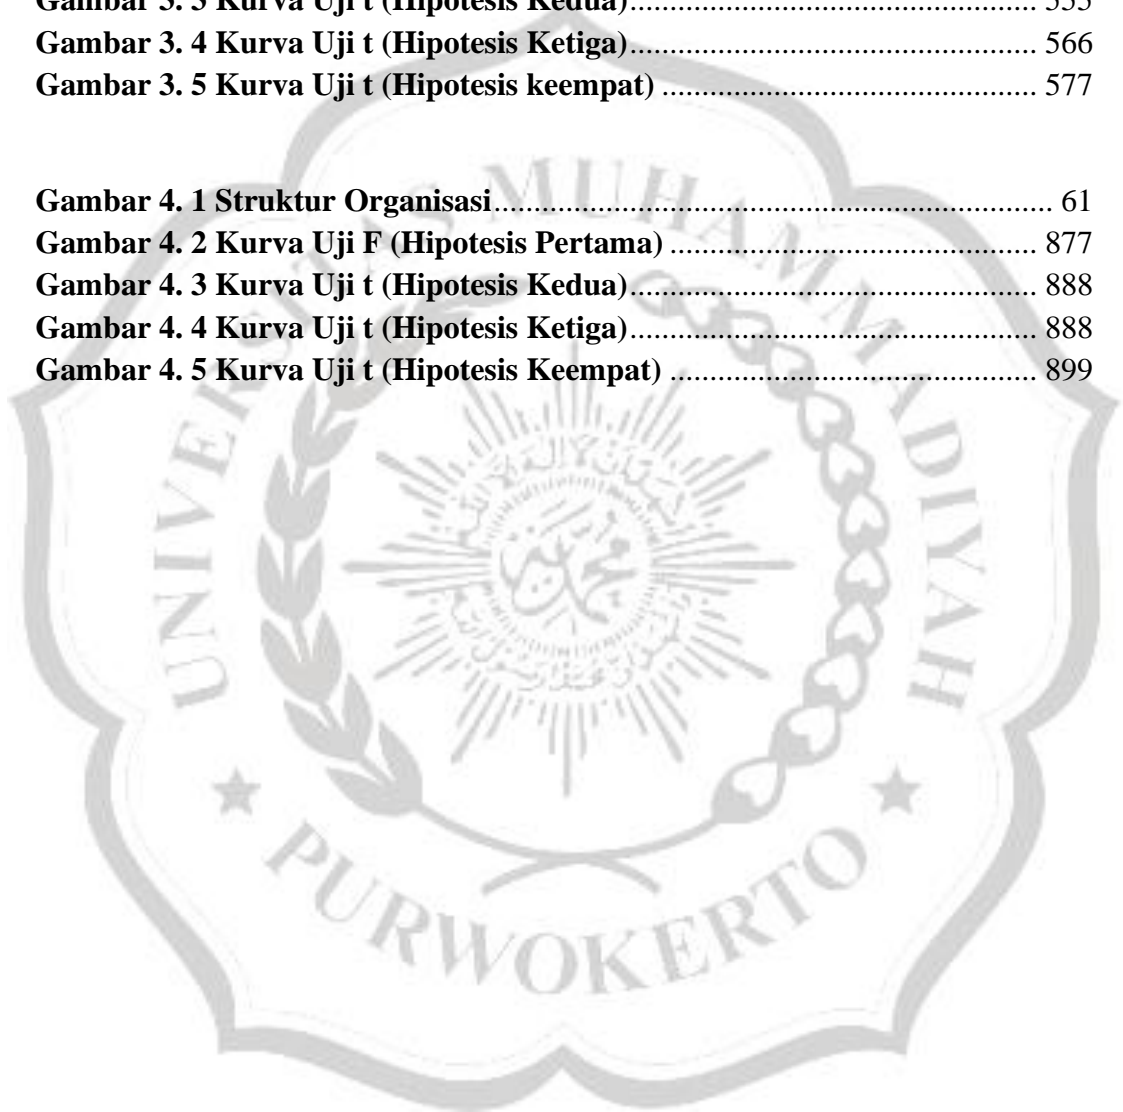 Gambar 3. 3 Kurva Uji t (Hipotesis Kedua)........................................................ 555
Gambar 3. 4 Kurva Uji t (Hipotesis Ketiga)....................................................... 566
Gambar 3. 5 Kurva Uji t (Hipotesis keempat) .................................................. 577
Gambar 4. 1 Struktur Organisasi........................................................................ 61
Gambar 4. 2 Kurva Uji F (Hipotesis Pertama) ................................................. 877
Gambar 4. 3 Kurva Uji t (Hipotesis Kedua)...................................................... 888
Gambar 4. 4 Kurva Uji t (Hipotesis Ketiga)...................................................... 888
Gambar 4. 5 Kurva Uji t (Hipotesis Keempat) ................................................. 899
UNIVERSITAS MUHAMMADIYAH
PURWOKERTO